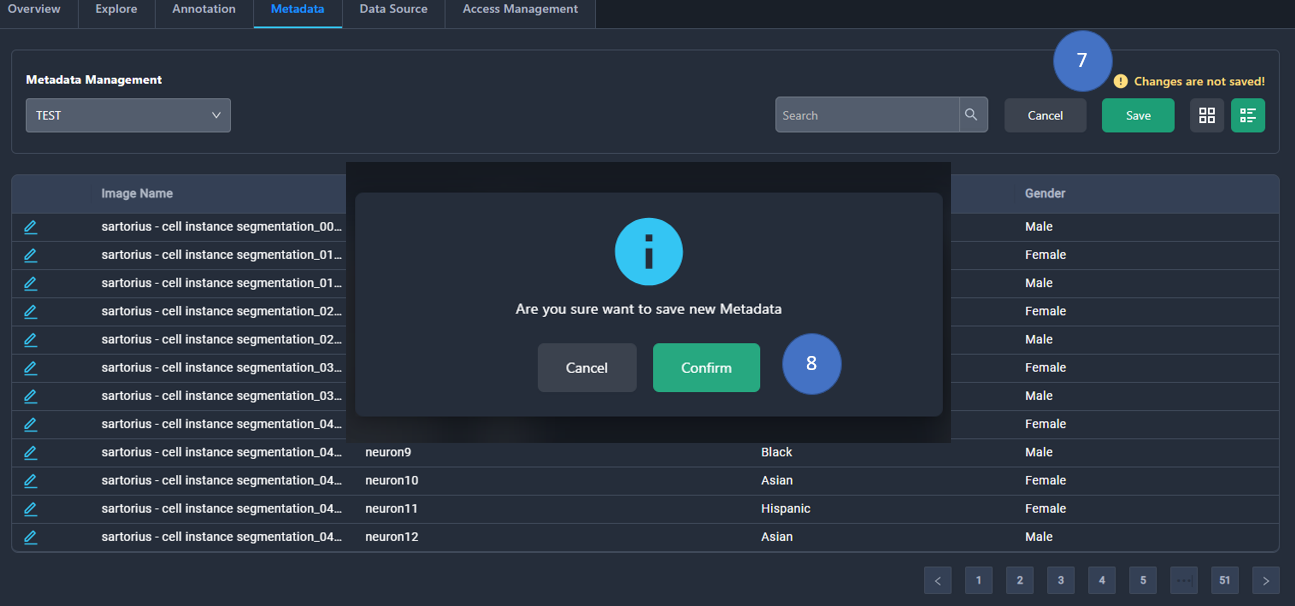 Overview Explore Annotation Metadata Data Source Access Management
7
Metadata Management
! Changes are not saved!
TEST Search Cancel Save
Image Name Gender
sartorius - cell instance segmentation_00... Male
sartorius - cell instance segmentation_01... Female
sartorius - cell instance segmentation_01... Male
sartorius - cell instance segmentation_02... Female
sartorius - cell instance segmentation_02... Male
sartorius - cell instance segmentation_03... Female
sartorius - cell instance segmentation_03... Male
sartorius - cell instance segmentation_04... Female
i
Are you sure want to save new Metadata
Cancel Confirm 8
sartorius - cell instance segmentation_04... neuron9 Black Male
sartorius - cell instance segmentation_04... neuron10 Asian Female
sartorius - cell instance segmentation_04... neuron11 Hispanic Female
sartorius - cell instance segmentation_04... neuron12 Asian Male
< 1 2 3 4 5 ••• 51 >